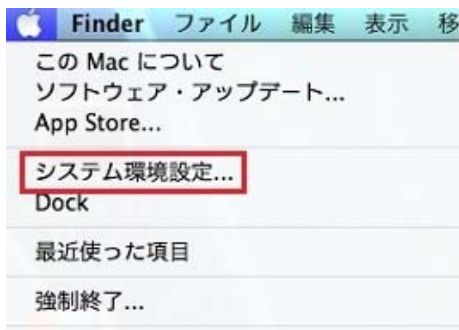 Finder ファイル 編集 表示 移
この Mac について
ソフトウェア・アップデート...
App Store...
システム環境設定...
Dock
最近使った項目
強制終了...